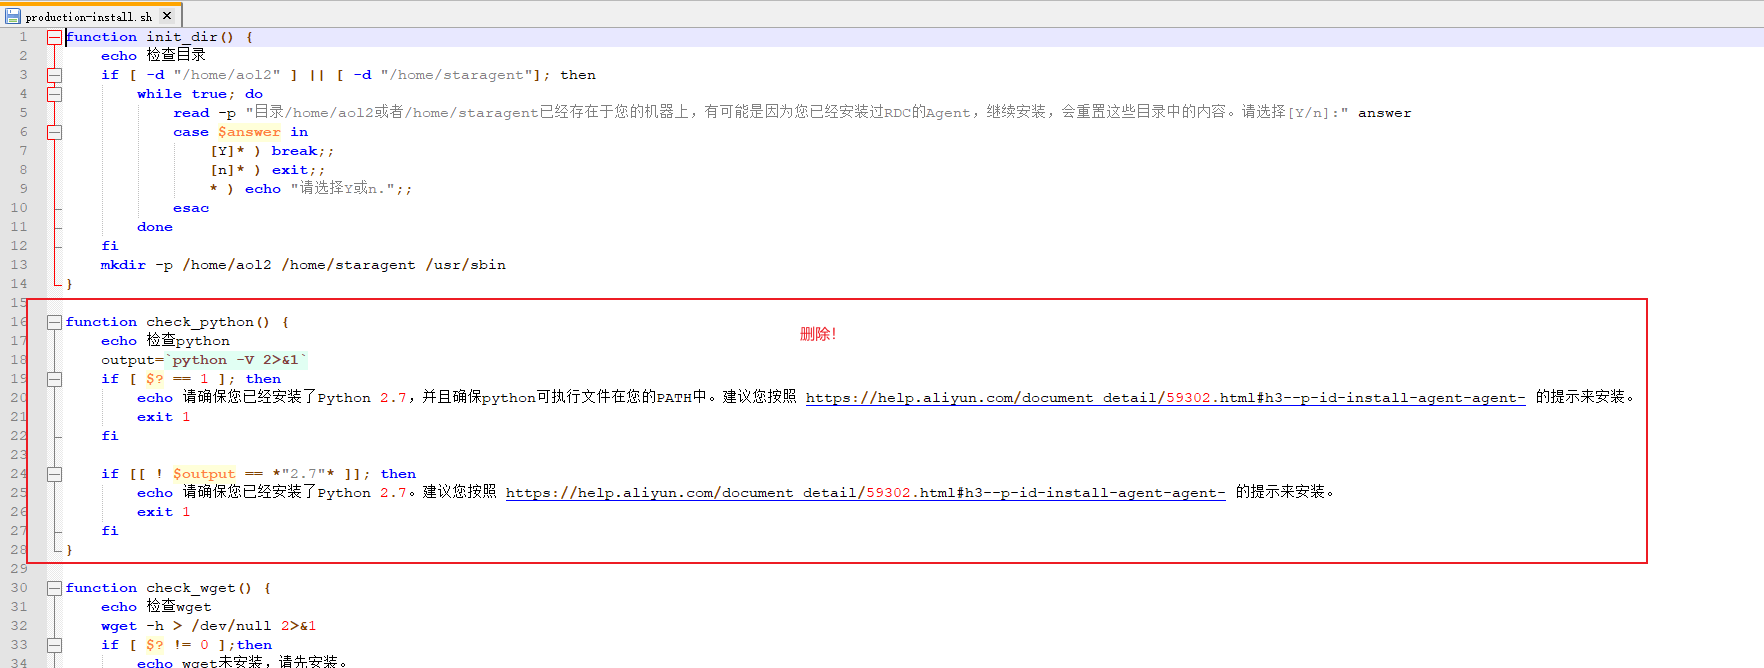 production-install.sh
1 function init_dir() {
2 echo 检查目录
3 if [ -d "/home/aol2" ] || [ -d "/home/staragent"]; then
4 while true; do
5 read -p "目录/home/aol2或者/home/staragent已经存在于您的机器上，有可能是因为您已经安装过RDC的Agent，继续安装，会重置这些目录中的内容。请选择[Y/n]:" answer
6 case $answer in
7 [Y]* ) break;;
8 [n]* ) exit;;
9 * ) echo "请选择Y或n.";;
10 esac
11 done
12 fi
13 mkdir -p /home/aol2 /home/staragent /usr/sbin
14 }
15
16 function check_python() {
删除！
17 echo 检查python
18 output=`python -V 2>&1`
19 if [ $? == 1 ]; then
20 echo 请确保您已经安装了Python 2.7，并且确保python可执行文件在您的PATH中。建议您按照 https://help.aliyun.com/document_detail/59302.html#h3--p-id-install-agent-agent- 的提示来安装。
21 exit 1
22 fi
23
24 if [[ ! $output == *"2.7"* ]]; then
25 echo 请确保您已经安装了Python 2.7。建议您按照 https://help.aliyun.com/document_detail/59302.html#h3--p-id-install-agent-agent- 的提示来安装。
26 exit 1
27 fi
28 }
29
30 function check_wget() {
31 echo 检查wget
32 wget -h > /dev/null 2>&1
33 if [ $? != 0 ];then
34 echo wget未安装，请先安装。